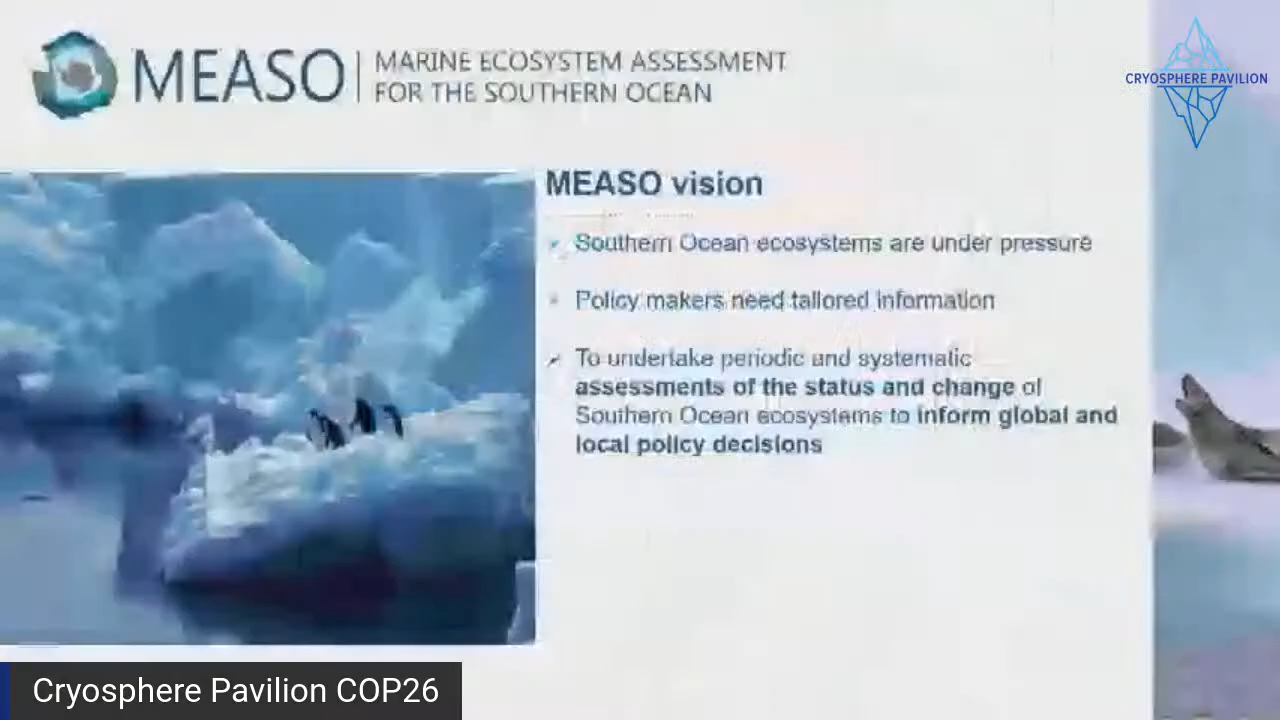 MEASO
MARINE ECOSYSTEM ASSESSMENT
FOR THE SOUTHERN OCEAN
CRYOSPHERE PAVILION
MEASO vision
Southern Ocean ecosystems are under pressure
Policy makers need tailored information
To undertake periodic and systematic
assessments of the status and change of
Southern Ocean ecosystems to inform global and
local policy decisions
Cryosphere Pavilion COP26